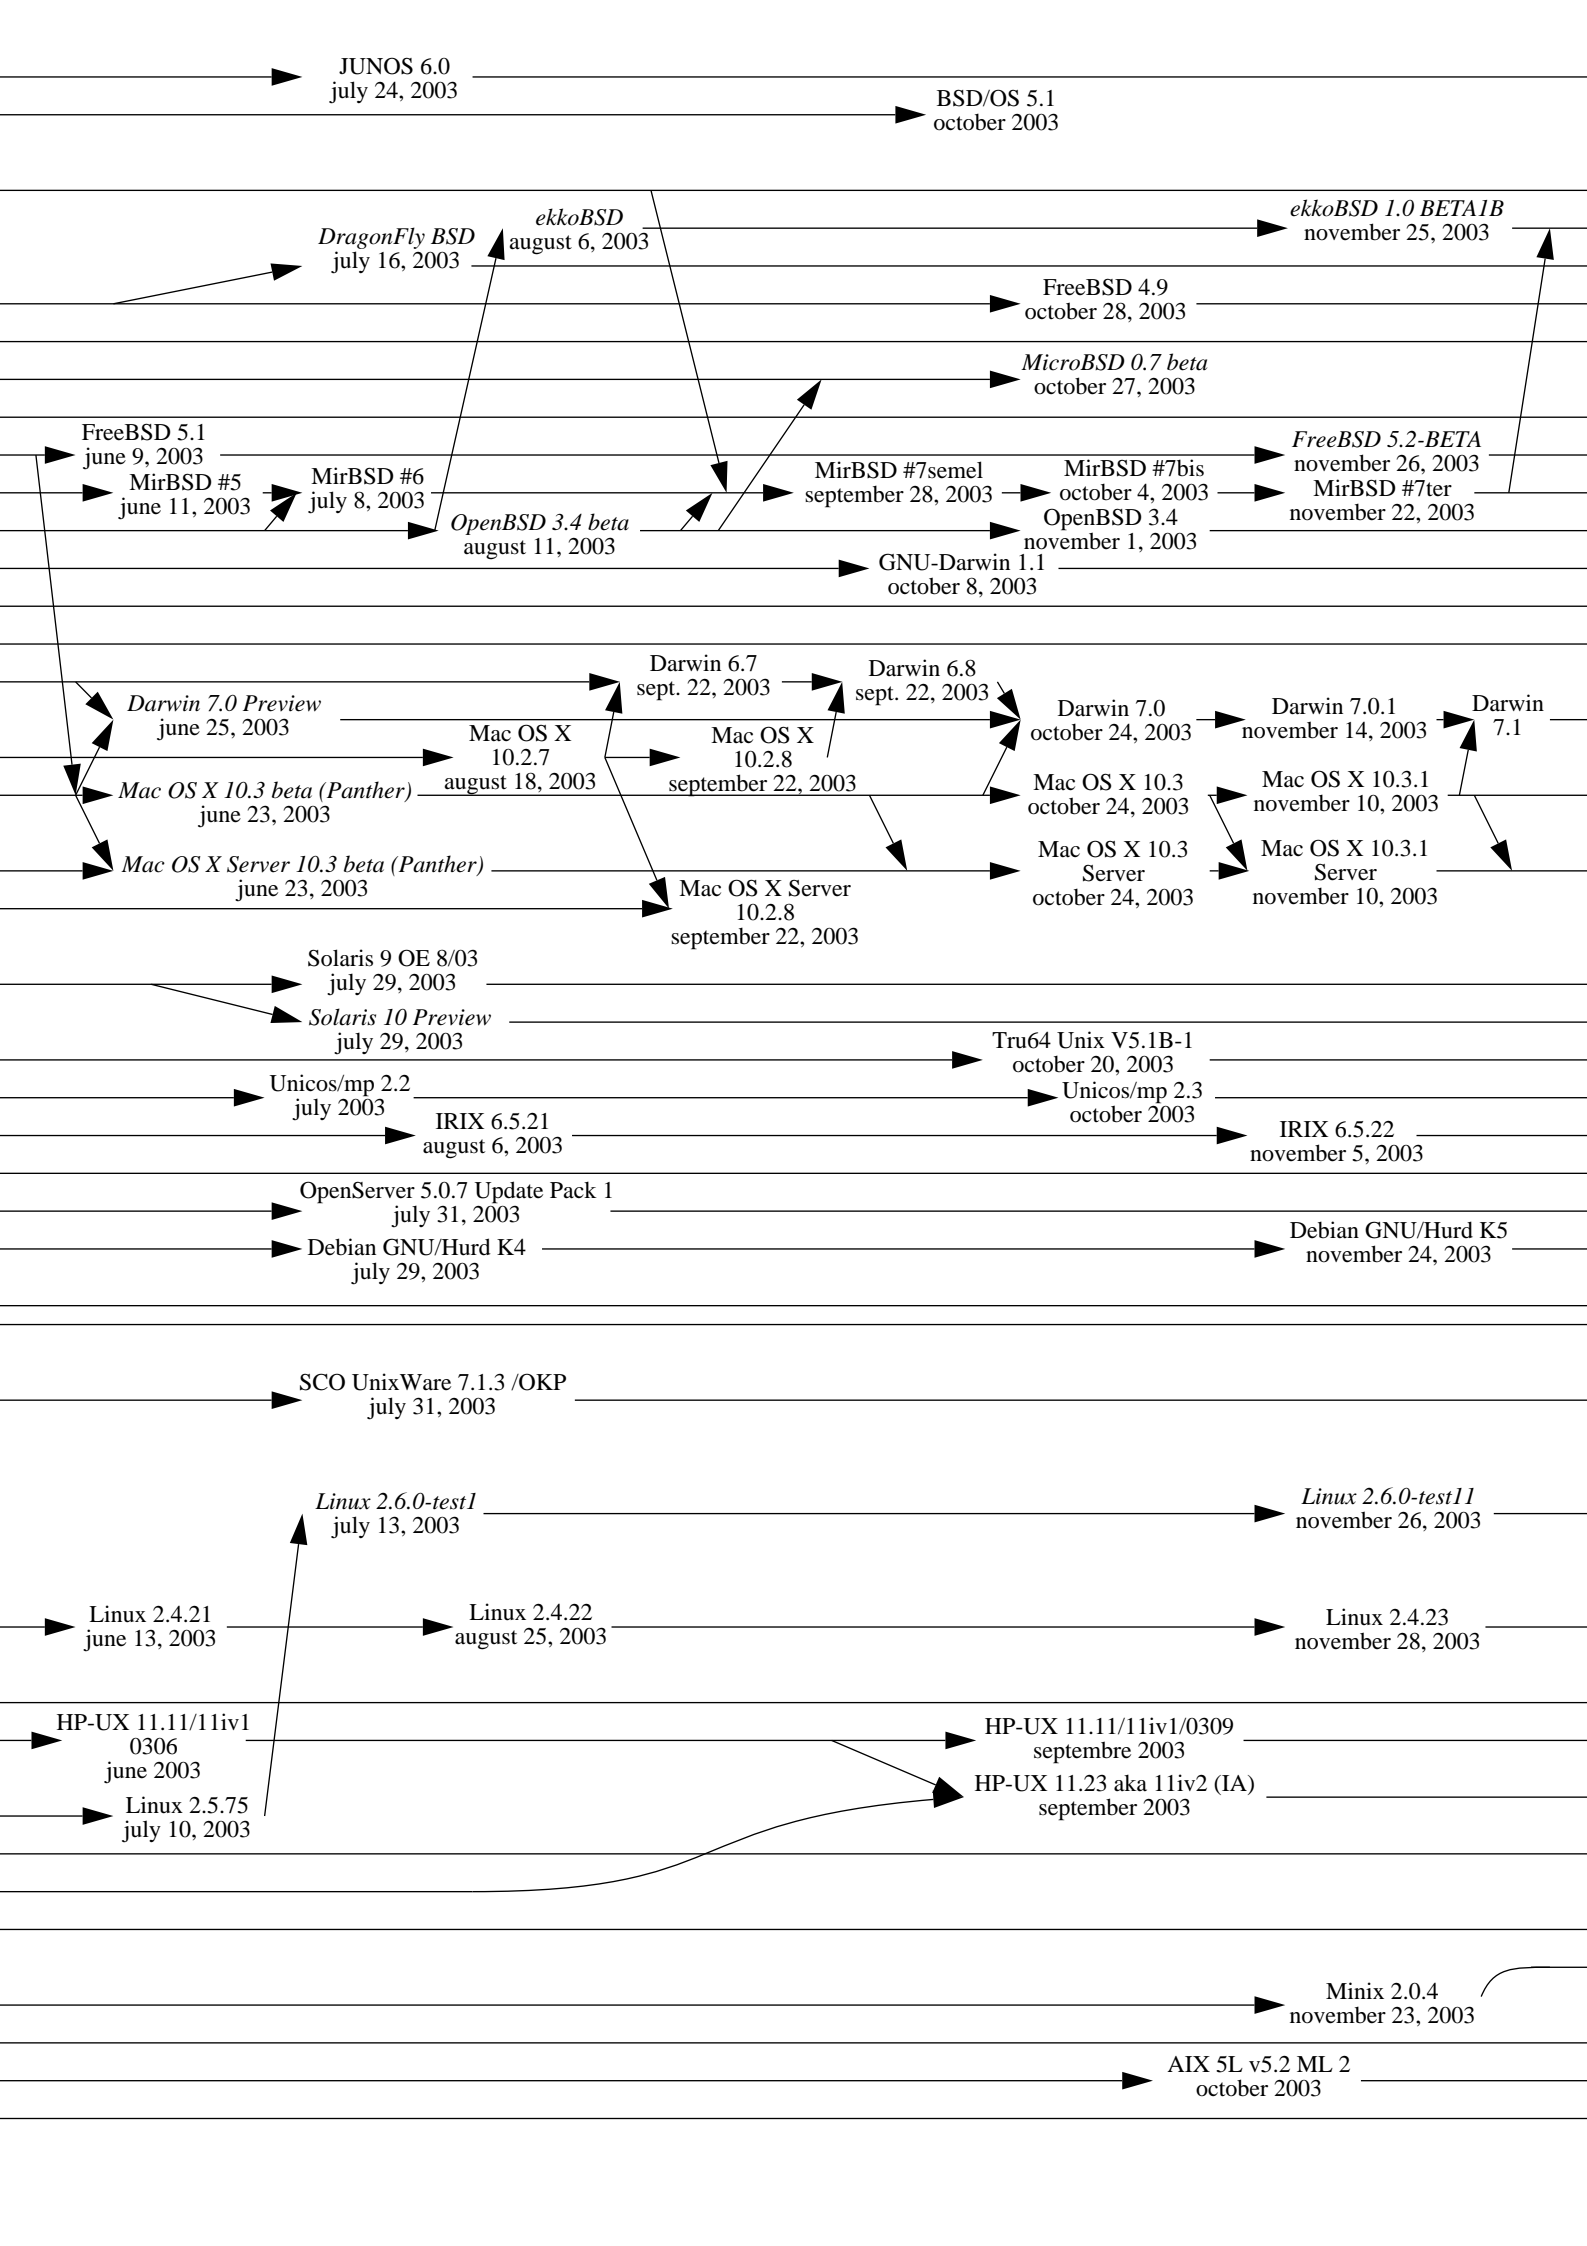 JUNOS 6.0
july 24, 2003
BSD/OS 5.1
october 2003
ekkoBSD
august 6, 2003
ekkoBSD 1.0 BETA1B
november 25, 2003
DragonFly BSD
july 16, 2003
FreeBSD 4.9
october 28, 2003
MicroBSD 0.7 beta
october 27, 2003
FreeBSD 5.1
june 9, 2003
FreeBSD 5.2-BETA
november 26, 2003
MirBSD #5
june 11, 2003
MirBSD #6
july 8, 2003
MirBSD #7semel
september 28, 2003
MirBSD #7bis
october 4, 2003
MirBSD #7ter
november 22, 2003
OpenBSD 3.4 beta
august 11, 2003
OpenBSD 3.4
november 1, 2003
GNU-Darwin 1.1
october 8, 2003
Darwin 6.7
sept. 22, 2003
Darwin 6.8
sept. 22, 2003
Darwin 7.0 Preview
june 25, 2003
Darwin 7.0
october 24, 2003
Darwin 7.0.1
november 14, 2003
Darwin
7.1
Mac OS X
10.2.7
august 18, 2003
Mac OS X
10.2.8
september 22, 2003
Mac OS X 10.3 beta (Panther)
june 23, 2003
Mac OS X 10.3
october 24, 2003
Mac OS X 10.3.1
november 10, 2003
Mac OS X Server 10.3 beta (Panther)
june 23, 2003
Mac OS X 10.3
Server
october 24, 2003
Mac OS X 10.3.1
Server
november 10, 2003
Mac OS X Server
10.2.8
september 22, 2003
Solaris 9 OE 8/03
july 29, 2003
Solaris 10 Preview
july 29, 2003
Tru64 Unix V5.1B-1
october 20, 2003
Unicos/mp 2.2
july 2003
Unicos/mp 2.3
october 2003
IRIX 6.5.21
august 6, 2003
IRIX 6.5.22
november 5, 2003
OpenServer 5.0.7 Update Pack 1
july 31, 2003
Debian GNU/Hurd K4
july 29, 2003
Debian GNU/Hurd K5
november 24, 2003
SCO UnixWare 7.1.3 /OKP
july 31, 2003
Linux 2.6.0-test1
july 13, 2003
Linux 2.6.0-test11
november 26, 2003
Linux 2.4.21
june 13, 2003
Linux 2.4.22
august 25, 2003
Linux 2.4.23
november 28, 2003
HP-UX 11.11/11iv1
0306
june 2003
HP-UX 11.11/11iv1/0309
septembre 2003
HP-UX 11.23 aka 11iv2 (IA)
september 2003
Linux 2.5.75
july 10, 2003
Minix 2.0.4
november 23, 2003
AIX 5L v5.2 ML 2
october 2003